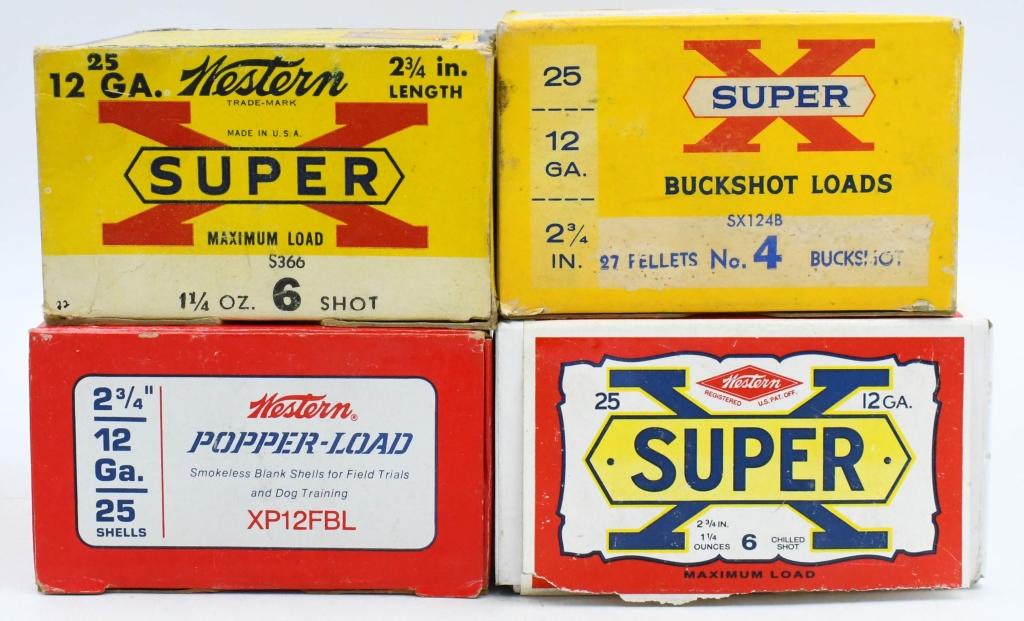 25
12 GA.
Western
TRADE-MARK
2¾ in.
LENGTH
MADE IN U.S.A.
SUPER
X
MAXIMUM LOAD
S366
1¼ OZ. 6 SHOT
25
12
GA.
2¾
IN.
SUPER
X
BUCKSHOT LOADS
SX124B
27 PELLETS No. 4 BUCKSHOT
2¾"
12
Ga.
25
SHELLS
Western®
POPPER-LOAD
Smokeless Blank Shells for Field Trials
and Dog Training
XP12FBL
Western
REGISTERED U.S. PAT. OFF.
25
12 GA.
SUPER
X
2¾ IN.
1¼
OUNCES
6
CHILLED
SHOT
MAXIMUM LOAD